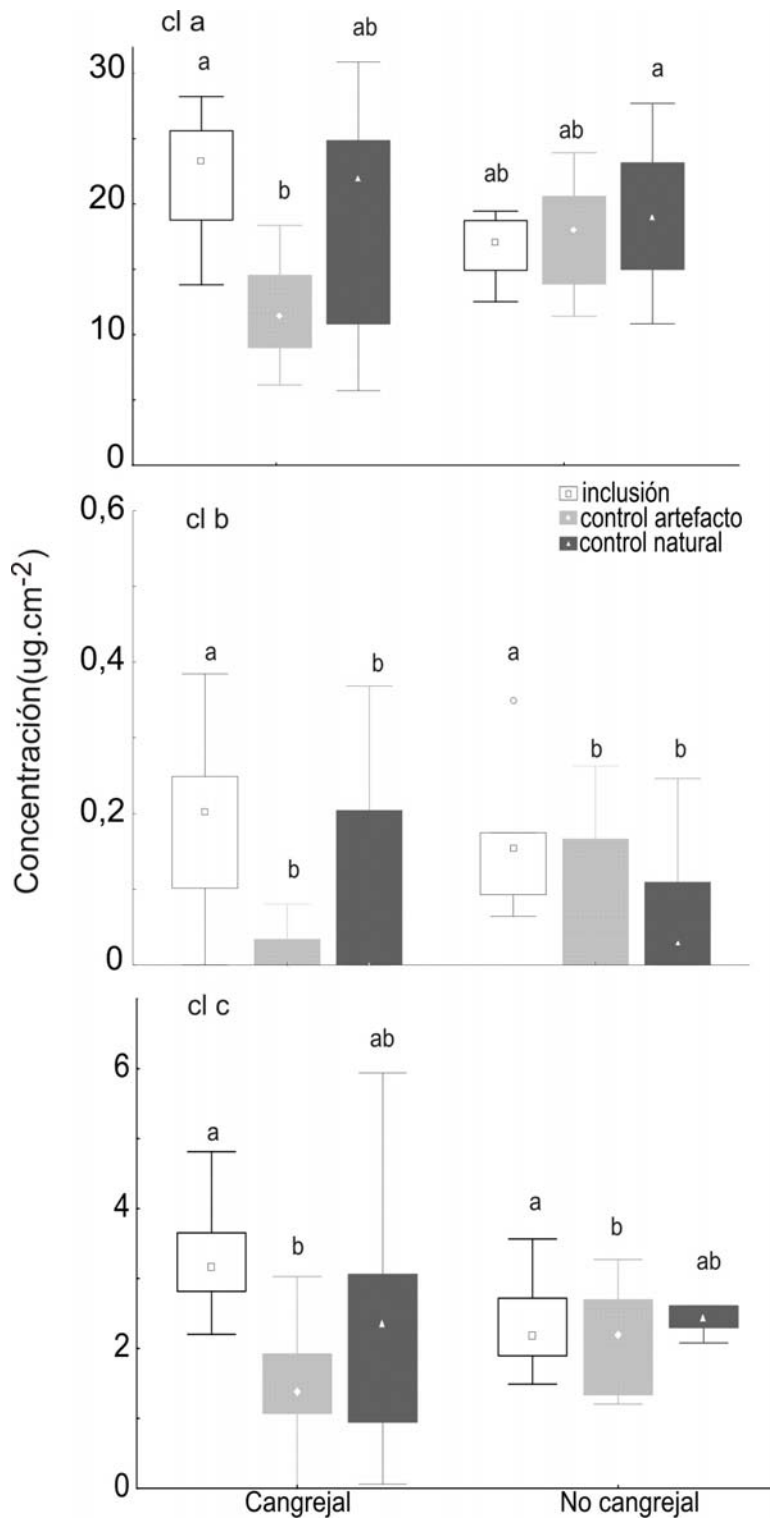 cl a
30
20
10
0
a
b
ab
ab
ab
a
Concentración(ug.cm-2)
cl b
inclusión
control artefacto
control natural
0,6
0,4
0,2
0
a
b
b
a
b
b
cl c
6
4
2
0
a
b
ab
a
b
ab
Cangrejal No cangrejal